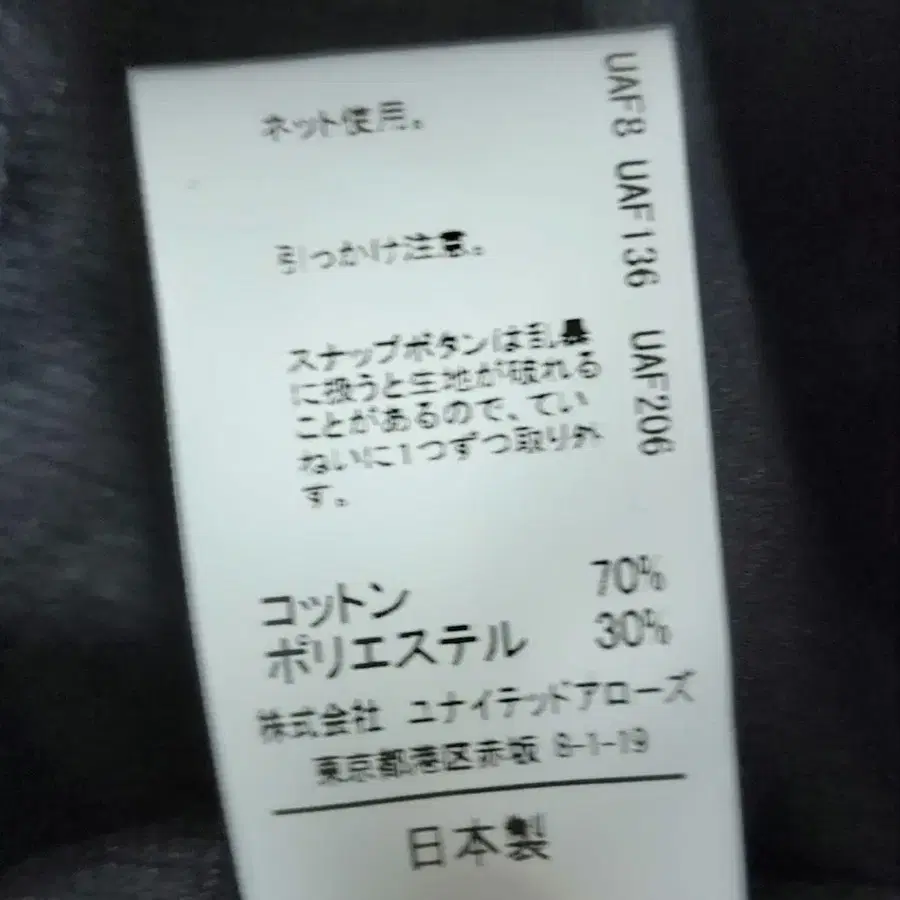 ネット使用。
引っかけ注意。
スナップボタンは乱暴
に扱うと生地が破れる
ことがあるので、てい
ねいに1つずつ取り外
す。
コットン 70%
ポリエステル 30%
株式会社 ユナイテッドアローズ
東京都港区赤坂 8-1-19
日本製
UAF8 UAF136 UAF206